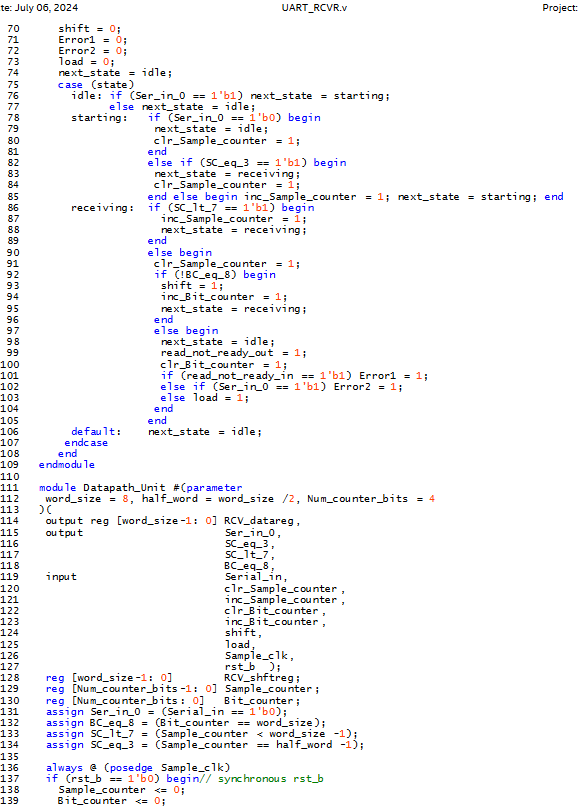 te: July 06, 2024 UART_RCVR.v Project:
70 shift = 0;
71 Error1 = 0;
72 Error2 = 0;
73 load = 0;
74 next_state = idle;
75 case (state)
76 idle: if (Ser_in_0 == 1'b1) next_state = starting;
77 else next_state = idle;
78 starting: if (Ser_in_0 == 1'b0) begin
79 next_state = idle;
80 clr_Sample_counter = 1;
81 end
82 else if (SC_eq_3 == 1'b1) begin
83 next_state = receiving;
84 clr_Sample_counter = 1;
85 end else begin inc_Sample_counter = 1; next_state = starting; end
86 receiving: if (SC_lt_7 == 1'b1) begin
87 inc_Sample_counter = 1;
88 next_state = receiving;
89 end
90 else begin
91 clr_Sample_counter = 1;
92 if (!BC_eq_8) begin
93 shift = 1;
94 inc_Bit_counter = 1;
95 next_state = receiving;
96 end
97 else begin
98 next_state = idle;
99 read_not_ready_out = 1;
100 clr_Bit_counter = 1;
101 if (read_not_ready_in == 1'b1) Error1 = 1;
102 else if (Ser_in_0 == 1'b1) Error2 = 1;
103 else load = 1;
104 end
105 end
106 default: next_state = idle;
107 endcase
108 end
109 endmodule
110
111 module Datapath_Unit #(parameter
112 word_size = 8, half_word = word_size /2, Num_counter_bits = 4
113 )(
114 output reg [word_size-1: 0] RCV_datareg,
115 output Ser_in_0,
116 SC_eq_3,
117 SC_lt_7,
118 BC_eq_8,
119 input Serial_in,
120 clr_Sample_counter,
121 inc_Sample_counter,
122 clr_Bit_counter,
123 inc_Bit_counter,
124 shift,
125 load,
126 Sample_clk,
127 rst_b );
128 reg [word_size-1: 0] RCV_shftreg;
129 reg [Num_counter_bits-1: 0] Sample_counter;
130 reg [Num_counter_bits: 0] Bit_counter;
131 assign Ser_in_0 = (Serial_in == 1'b0);
132 assign BC_eq_8 = (Bit_counter == word_size);
133 assign SC_lt_7 = (Sample_counter < word_size -1);
134 assign SC_eq_3 = (Sample_counter == half_word -1);
135
136 always @ (posedge Sample_clk)
137 if (rst_b == 1'b0) begin// synchronous rst_b
138 Sample_counter <= 0;
139 Bit_counter <= 0;